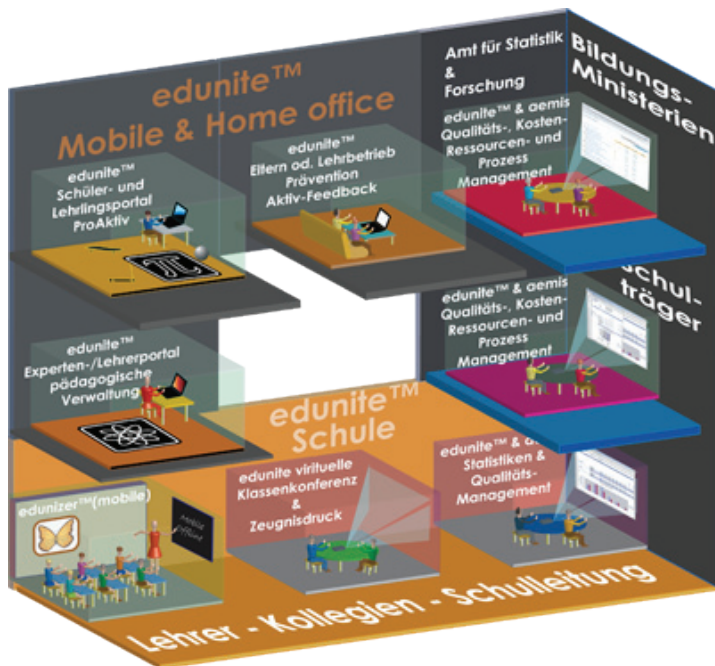 edunite™
Mobile & Home office
Amt für Statistik
&
Forschung
Bildungs-
Ministerien
edunite™
Schüler- und
Lehrlingsportal
ProAktiv
edunite™
Eltern od. Lehrbetrieb
Prävention
Aktiv-Feedback
edunite™ & aemis
Qualitäts-, Kosten-
Ressourcen- und
Prozess
Management
Schul-
träger
edunite™ & aemis
Qualitäts-, Kosten-
Ressourcen- und
Prozess
Management
edunite™
Experten-/Lehrerportal
pädagogische
Verwaltung
edunite™
Schule
edunizer™(mobile)
Mobile
offline
edunite virituelle
Klassenkonferenz
&
Zeugnisdruck
edunite™ &
Statistiken &
Qualitäts-
Management
Lehrer - Kollegien - Schulleitung